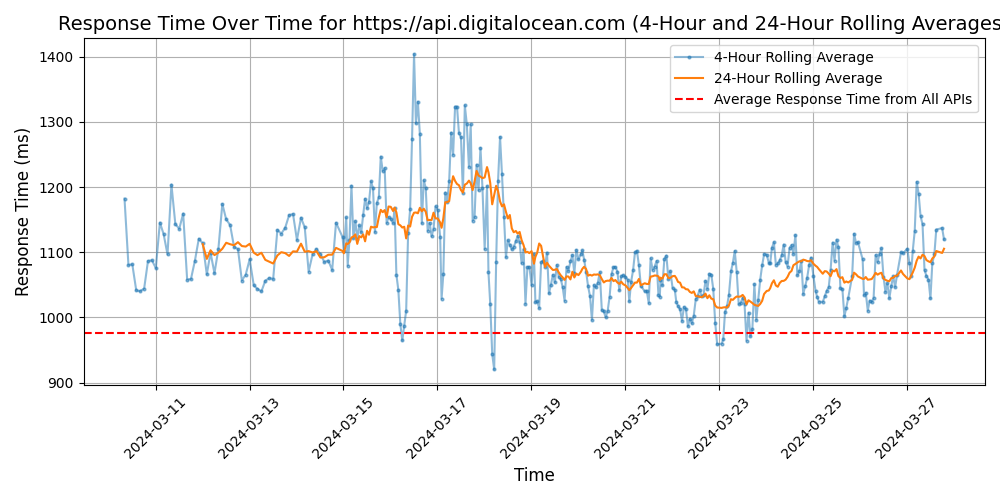 Response Time Over Time for https://api.digitalocean.com (4-Hour and 24-Hour Rolling Averages
4-Hour Rolling Average
24-Hour Rolling Average
Average Response Time from All APIs
Response Time (ms)
1400
1300
1200
1100
1000
900
2024-03-11
2024-03-13
2024-03-15
2024-03-17
2024-03-19
2024-03-21
2024-03-23
2024-03-25
2024-03-27
Time